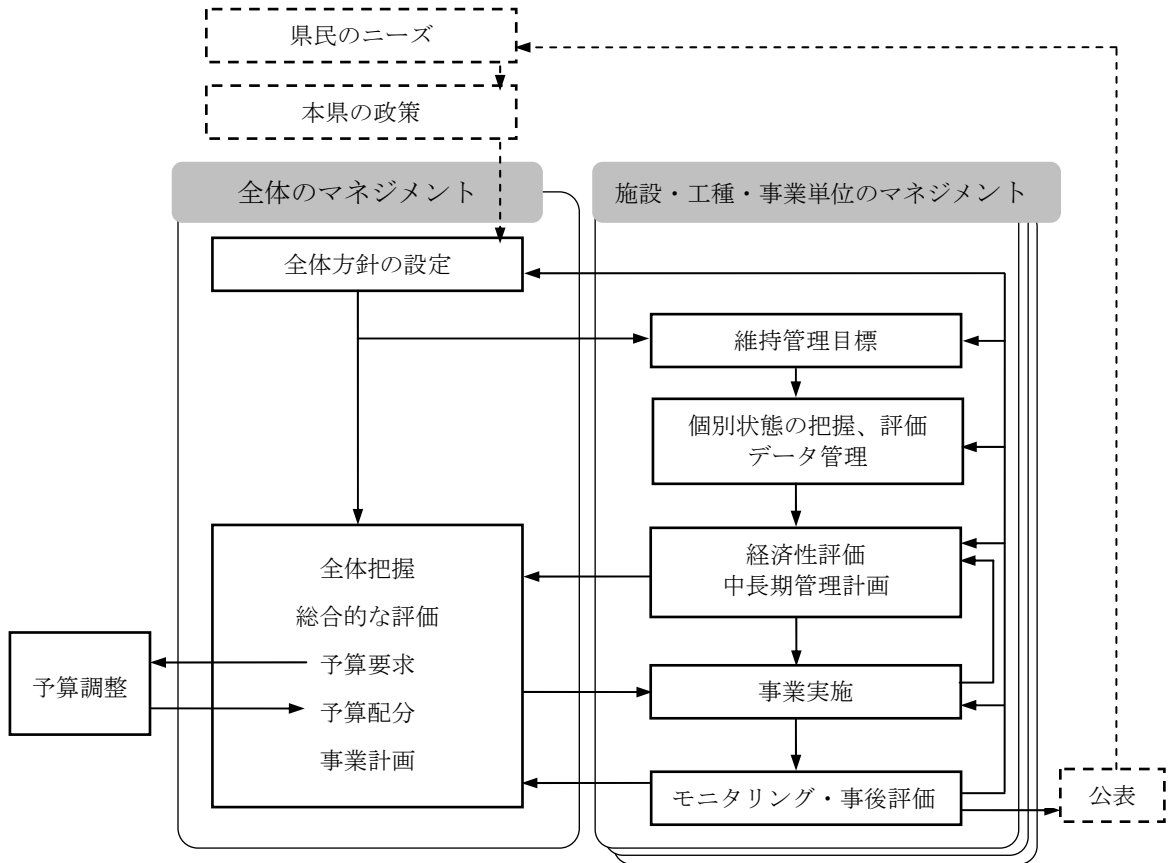 県民のニーズ
本県の政策
全体のマネジメント
施設・工種・事業単位のマネジメント
全体方針の設定
維持管理目標
個別状態の把握、評価
データ管理
経済性評価
中長期管理計画
全体把握
総合的な評価
予算要求
予算配分
事業計画
予算調整
事業実施
モニタリング・事後評価
公表